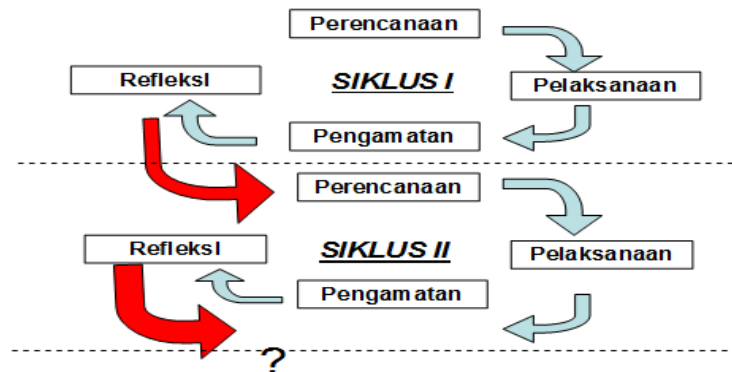 Perencanaan
Refleksi
SIKLUS I
Pelaksanaan
Pengamatan
Perencanaan
Refleksi
SIKLUS II
Pelaksanaan
Pengamatan
?